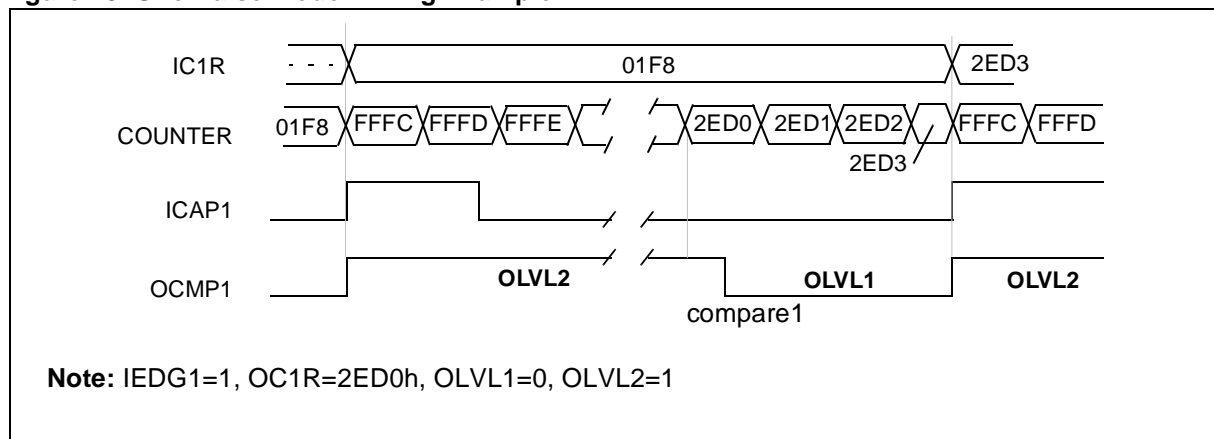 IC1R - - - 01F8 2ED3
COUNTER 01F8 FFFC FFFD FFFE 2ED0 2ED1 2ED2 FFFC FFFD
2ED3
ICAP1
OCMP1 OLVL2 OLVL1 OLVL2
compare1
Note: IEDG1=1, OC1R=2ED0h, OLVL1=0, OLVL2=1